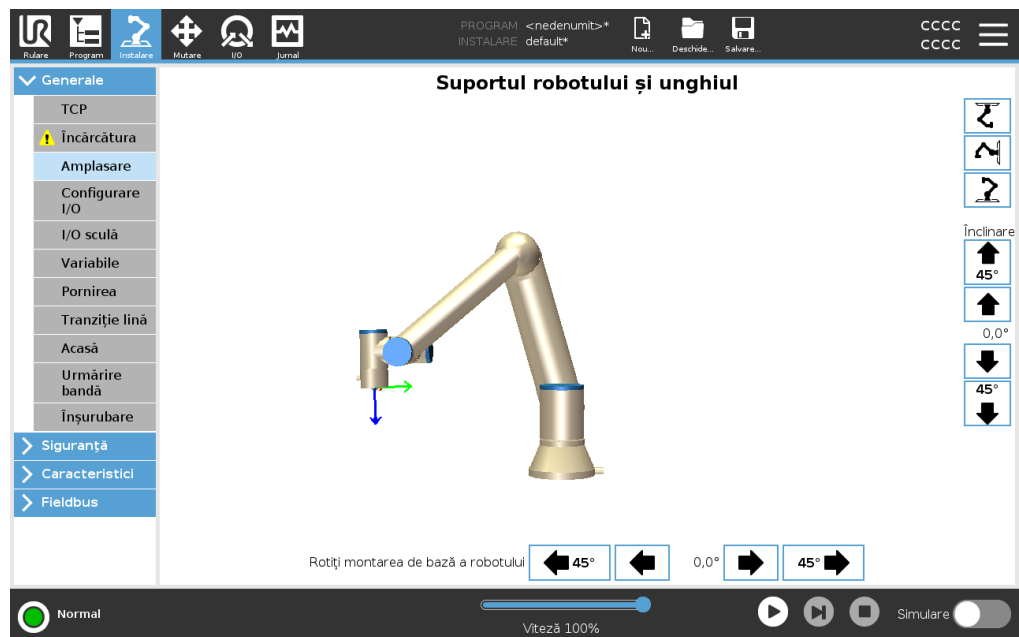 UR
Rulare
Program
Instalare
Mutare
I/O
Jurnal
PROGRAM <nedenumit>*
INSTALARE default*
Nou...
Deschide...
Salvare...
cccc
cccc
Generale
TCP
Încărcătura
Amplasare
Configurare
I/O
I/O sculă
Variabile
Pornirea
Tranziție lină
Acasă
Urmărire
bandă
Înșurubare
Siguranță
Caracteristici
Fieldbus
Suportul robotului și unghiul
Înclinare
45°
0,0°
45°
Rotiți montarea de bază a robotului
45°
0,0°
45°
Normal
Viteză 100%
Simulare